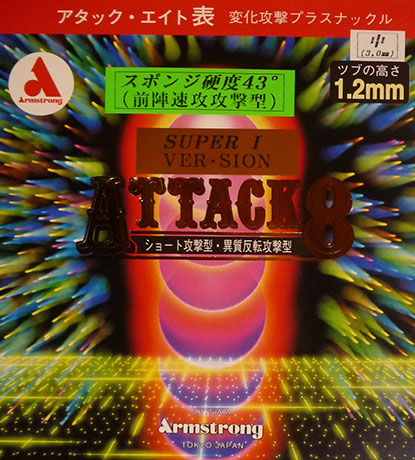 アタック・エイト表 変化攻撃プラスナックル
中
(3.0㎜)
Armstrong
スポンジ硬度43°
(前陣速攻攻撃型)
ツブの高さ
1.2mm
SUPER I
VER・SION
ATTACK8
ショート攻撃型・異質反転攻撃型
Armstrong
TOKYO JAPAN